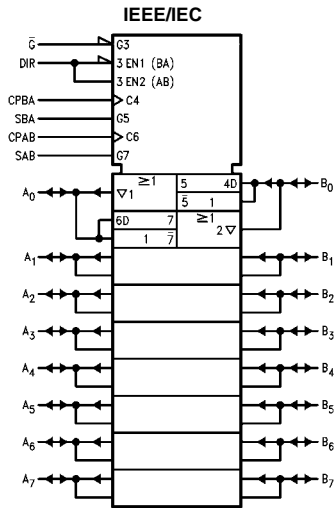 IEEE/IEC
G̅ G3
DIR 3 EN1 (BA)
3 EN2 (AB)
CPBA C4
SBA G5
CPAB C6
SAB G7
A₀ ≥1 5 4D B₀
▽1 5̅ 1
6D 7 ≥1
1 7̅ 2▽
A₁ B₁
A₂ B₂
A₃ B₃
A₄ B₄
A₅ B₅
A₆ B₆
A₇ B₇